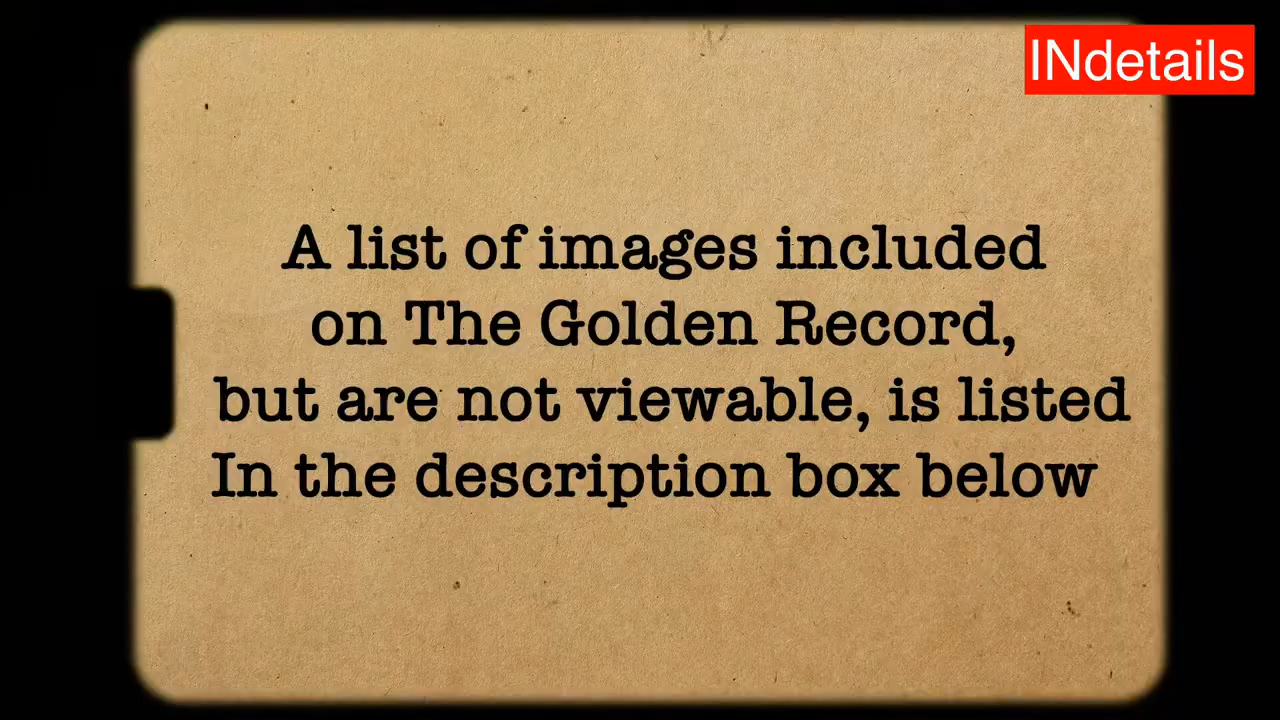 INdetails
A list of images included
on The Golden Record,
but are not viewable, is listed
In the description box below